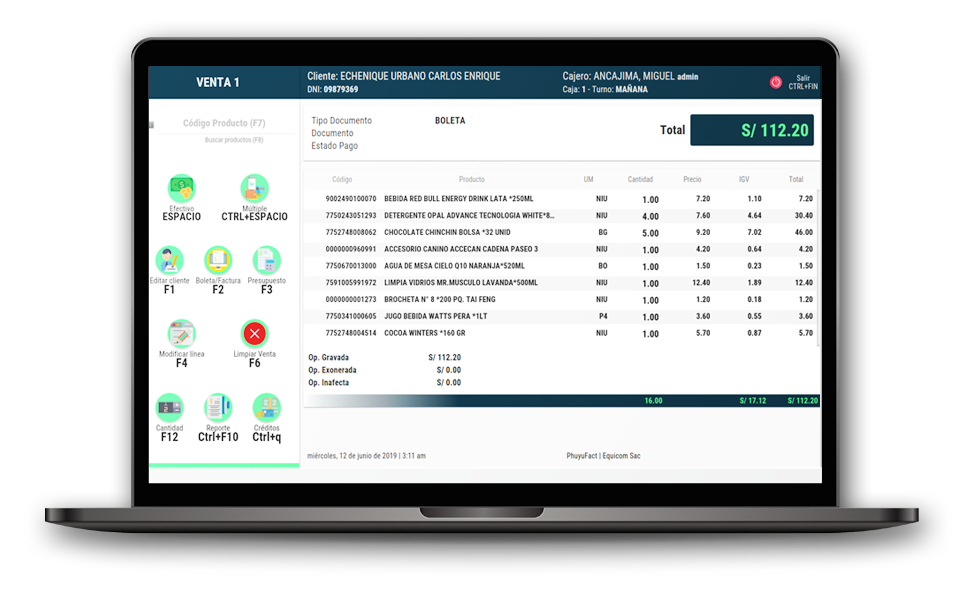 VENTA 1
Cliente: ECHENIQUE URBANO CARLOS ENRIQUE
DNI: 09879369
Cajero: ANCAJIMA, MIGUEL admin
Caja: 1 - Turno: MAÑANA
Salir
CTRL+FIN
Código Producto (F7)
Buscar productos (F8)
Efectivo
ESPACIO
Múltiple
CTRL+ESPACIO
Editar cliente
F1
Boleta/Factura
F2
Presupuesto
F3
Modificar línea
F4
Limpiar Venta
F6
Cantidad
F12
Reporte
Ctrl+F10
Créditos
Ctrl+q
Tipo Documento BOLETA
Documento
Estado Pago
Total S/ 112.20
Código Producto UM Cantidad Precio IGV Total
9002490100070 BEBIDA RED BULL ENERGY DRINK LATA *250ML NIU 1.00 7.20 1.10 7.20
7750243051293 DETERGENTE OPAL ADVANCE TECNOLOGIA WHITE*8... NIU 4.00 7.60 4.64 30.40
7752748008062 CHOCOLATE CHINCHIN BOLSA *32 UNID BG 5.00 9.20 7.02 46.00
0000000960991 ACCESORIO CANINO ACCECAN CADENA PASEO 3 NIU 1.00 4.20 0.64 4.20
7750670013000 AGUA DE MESA CIELO Q10 NARANJA*520ML BO 1.00 1.50 0.23 1.50
7591005991972 LIMPIA VIDRIOS MR.MUSCULO LAVANDA*500ML NIU 1.00 12.40 1.89 12.40
0000000001273 BROCHETA N° 8 *200 PQ. TAI FENG NIU 1.00 1.20 0.18 1.20
7750341000605 JUGO BEBIDA WATTS PERA *1LT P4 1.00 3.60 0.55 3.60
7752748004514 COCOA WINTERS *160 GR NIU 1.00 5.70 0.87 5.70
Op. Gravada S/ 112.20
Op. Exonerada S/ 0.00
Op. Inafecta S/ 0.00
16.00 S/ 17.12 S/ 112.20
miércoles, 12 de junio de 2019 | 3:11 am
PhuyuFact | Equicom Sac